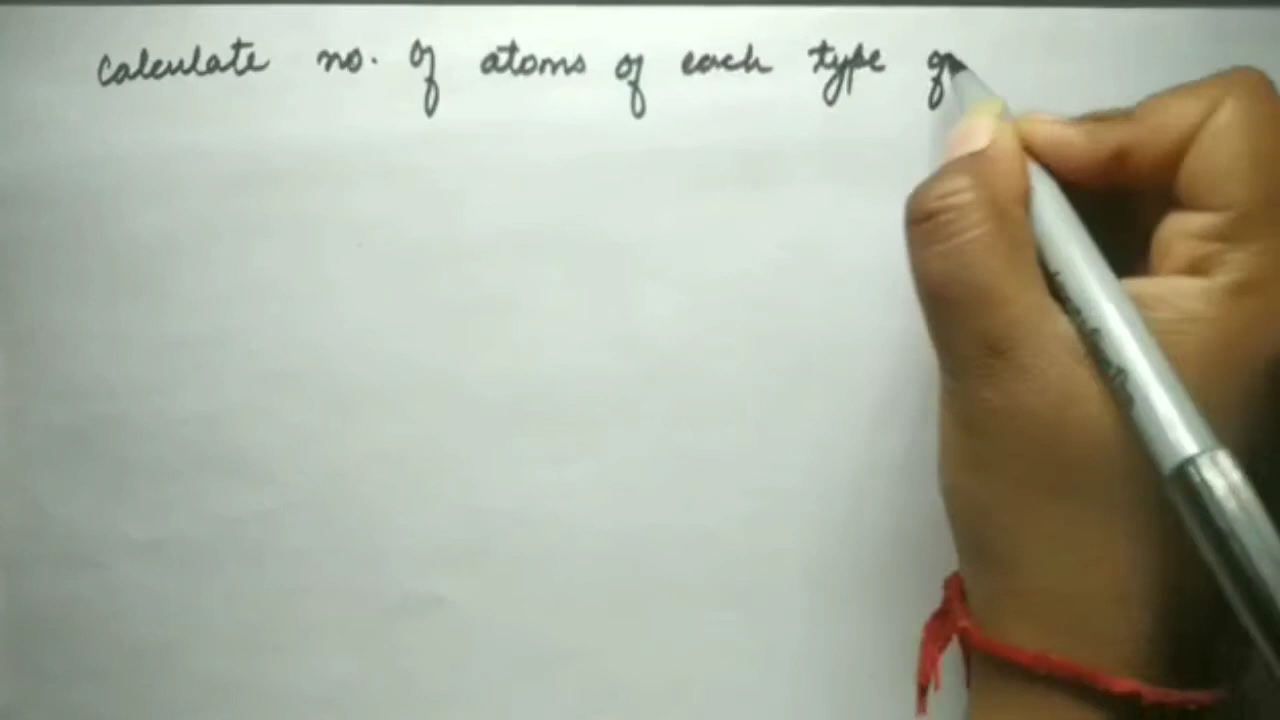 calculate no. of atoms of each type